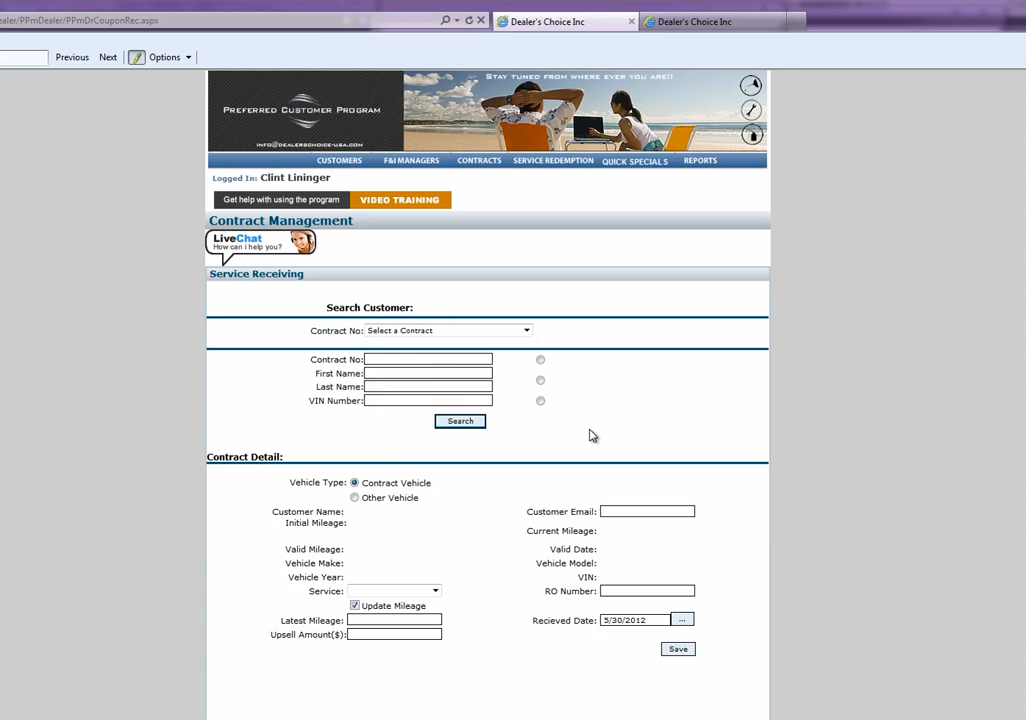 aler/PPmDealer/PPmDrCouponRec.aspx
Dealer's Choice Inc
Dealer's Choice Inc
Previous Next Options
STAY TUNED FROM WHERE EVER YOU ARE!!
PREFERRED CUSTOMER PROGRAM
INFO@DEALERSCHOICE-USA.COM
CUSTOMERS F&I MANAGERS CONTRACTS SERVICE REDEMPTION QUICK SPECIALS REPORTS
Logged In: Clint Lininger
Get help with using the program VIDEO TRAINING
Contract Management
LiveChat
How can i help you?
Service Receiving
Search Customer:
Contract No: Select a Contract
Contract No:
First Name:
Last Name:
VIN Number:
Search
Contract Detail:
Vehicle Type: Contract Vehicle
Other Vehicle
Customer Name: Customer Email:
Initial Mileage:
Current Mileage:
Valid Mileage: Valid Date:
Vehicle Make: Vehicle Model:
Vehicle Year: VIN:
Service: RO Number:
Update Mileage
Latest Mileage: Recieved Date: 5/30/2012 ...
Upsell Amount($):
Save